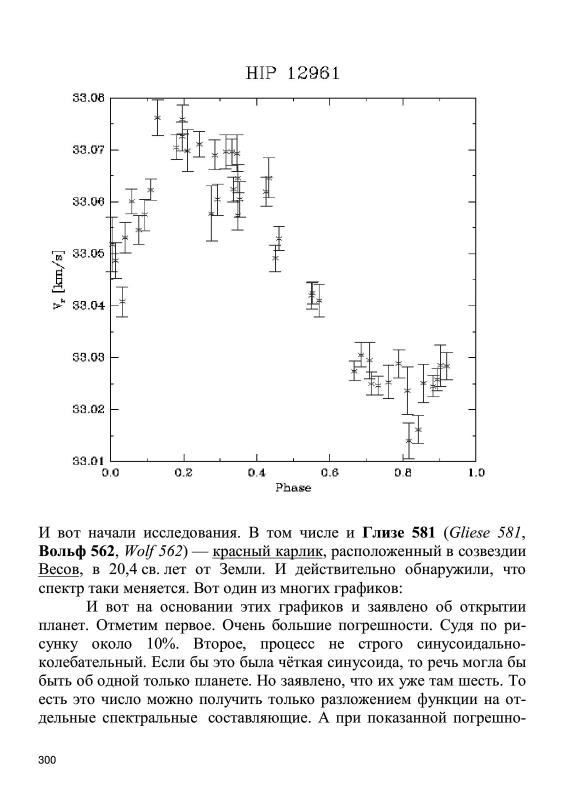 HIP 12961
33.08
33.07
33.06
33.05
33.04
33.03
33.02
33.01
Vr [km/s]
0.0 0.2 0.4 0.6 0.8 1.0
Phase
И вот начали исследования. В том числе и Глизе 581 (Gliese 581,
Вольф 562, Wolf 562) — красный карлик, расположенный в созвездии
Весов, в 20,4 св. лет от Земли. И действительно обнаружили, что
спектр таки меняется. Вот один из многих графиков:
И вот на основании этих графиков и заявлено об открытии
планет. Отметим первое. Очень большие погрешности. Судя по ри-
сунку около 10%. Второе, процесс не строго синусоидально-
колебательный. Если бы это была чёткая синусоида, то речь могла бы
быть об одной только планете. Но заявлено, что их уже там шесть. То
есть это число можно получить только разложением функции на от-
дельные спектральные составляющие. А при показанной погрешно-
300